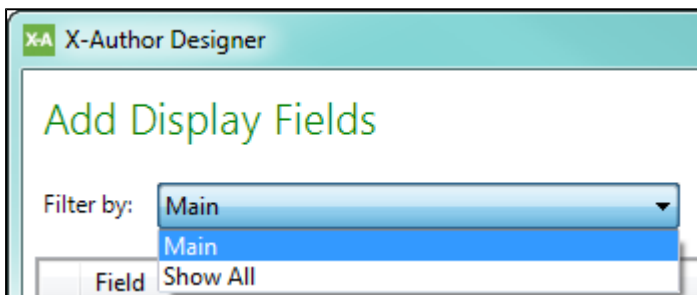 X-A X-Author Designer
Add Display Fields
Filter by: Main
Main
Show All
Field